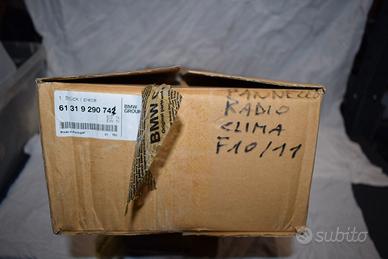 1 Stück / piece
61 31 9 290 742
BMW
GROUP
BMW
PANNELLO
RADIO
CLIMA
F10/11
subito